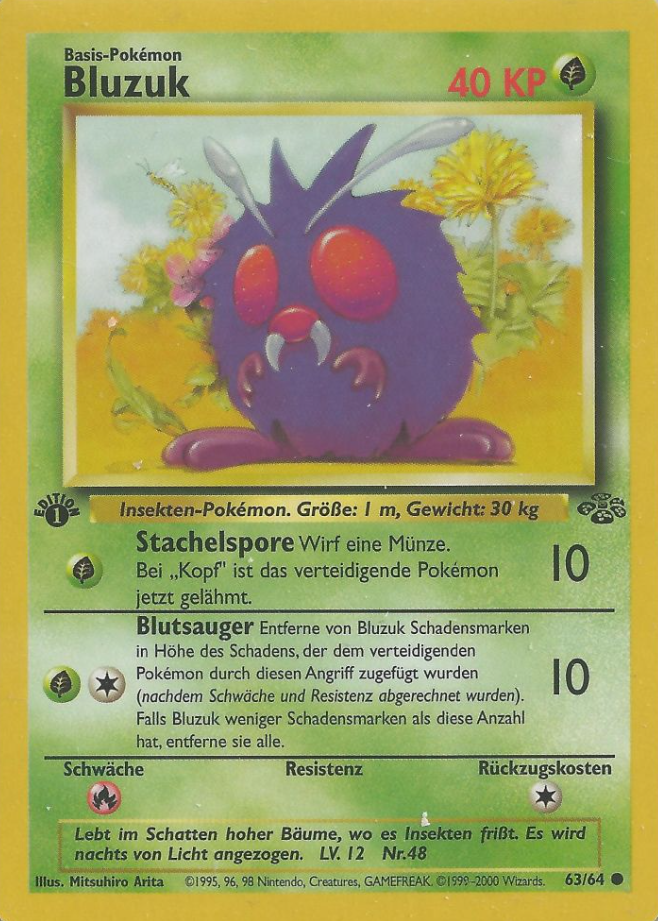 Basis-Pokémon
Bluzuk
40 KP
EDITION
1
Insekten-Pokémon. Größe: 1 m, Gewicht: 30 kg
Stachelspore Wirf eine Münze.
Bei „Kopf" ist das verteidigende Pokémon
jetzt gelähmt.
10
Blutsauger Entferne von Bluzuk Schadensmarken
in Höhe des Schadens, der dem verteidigenden
Pokémon durch diesen Angriff zugefügt wurden
(nachdem Schwäche und Resistenz abgerechnet wurden).
Falls Bluzuk weniger Schadensmarken als diese Anzahl
hat, entferne sie alle.
10
Schwäche Resistenz Rückzugskosten
Lebt im Schatten hoher Bäume, wo es Insekten frißt. Es wird
nachts von Licht angezogen. LV. 12 Nr.48
Illus. Mitsuhiro Arita ©1995, 96, 98 Nintendo, Creatures, GAMEFREAK. ©1999-2000 Wizards. 63/64